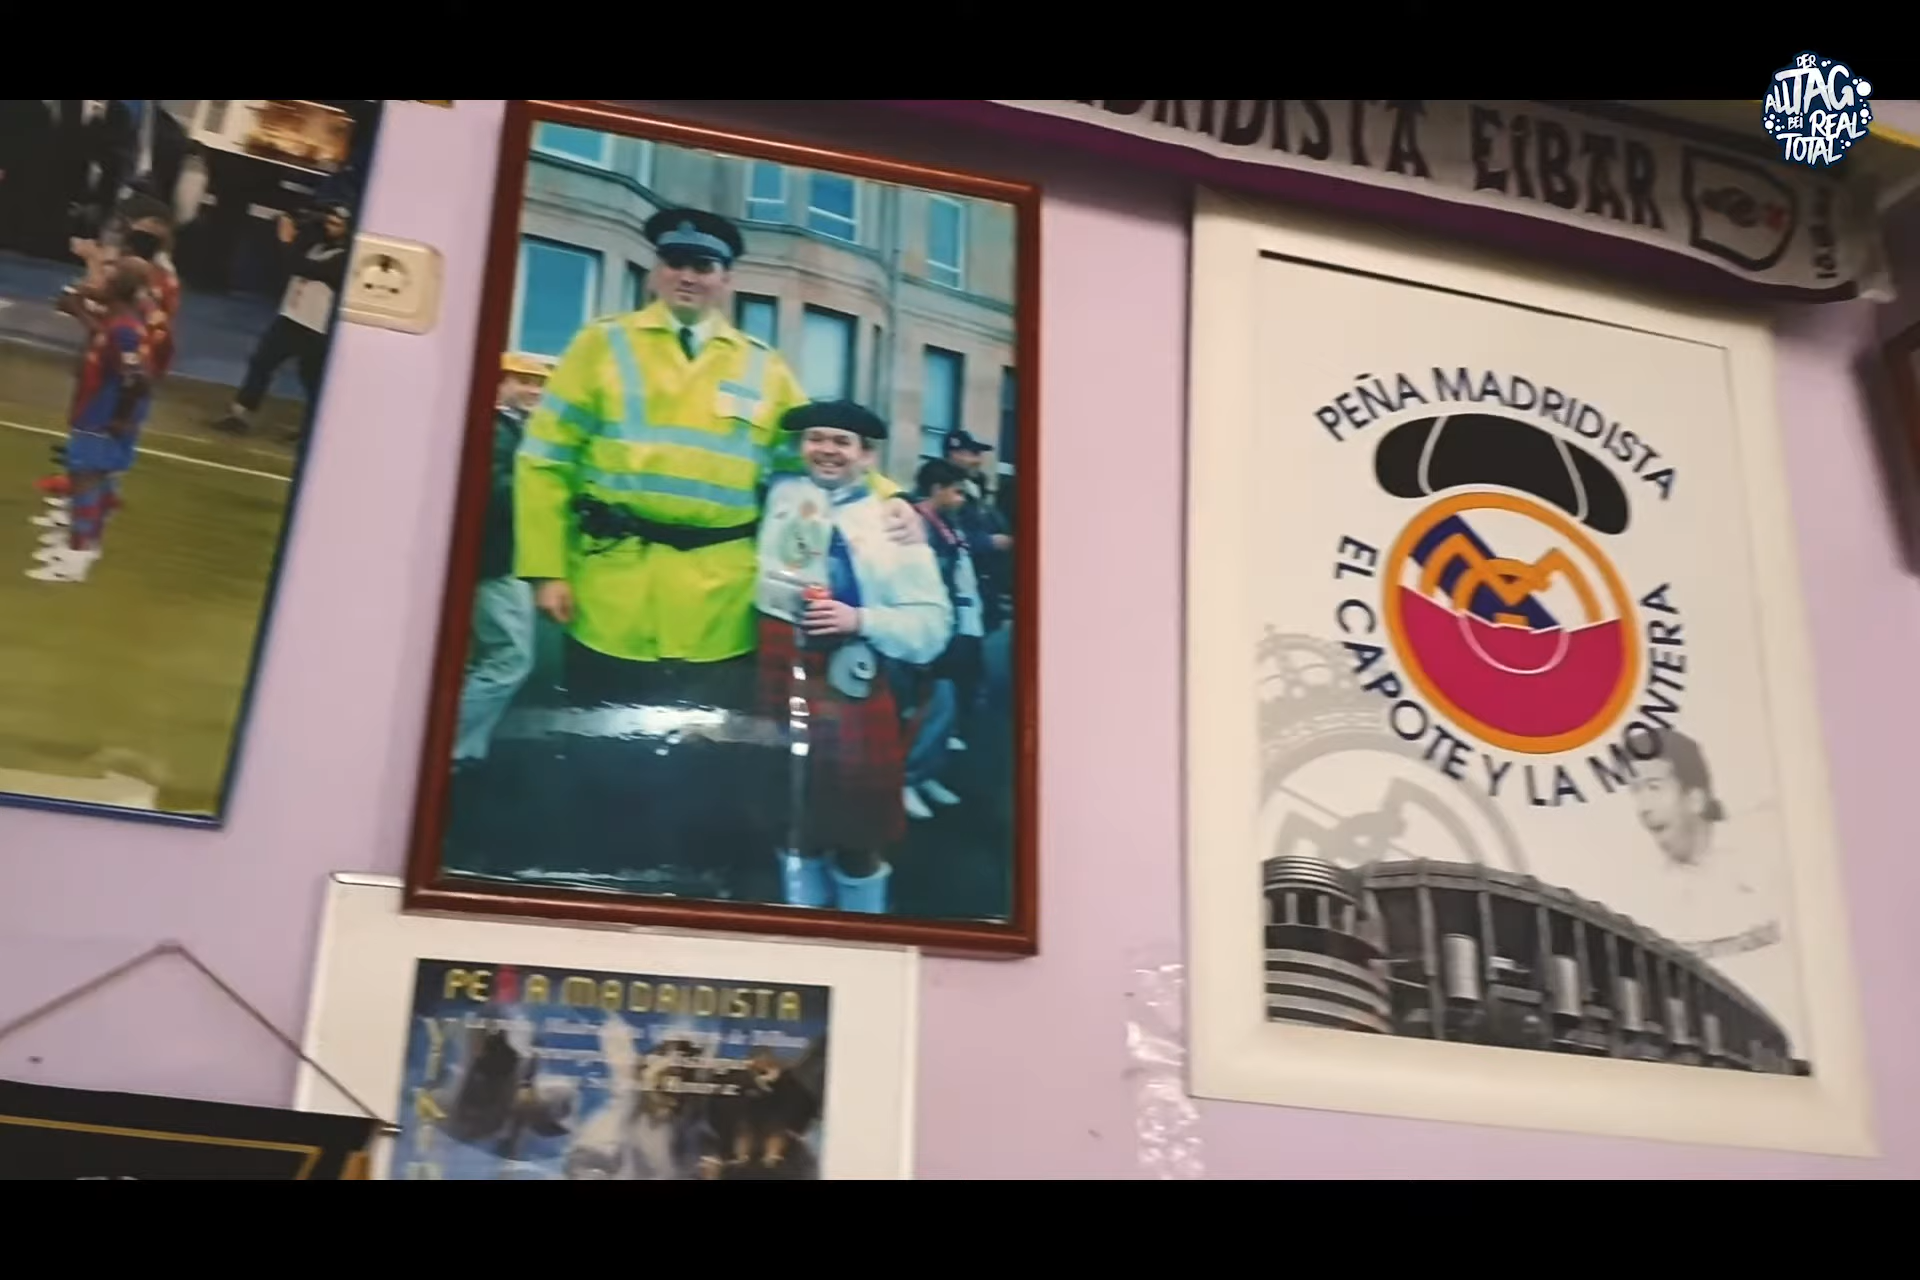 DER
ALLTAG
BEI REAL
TOTAL
MADRIDISTA EIBAR
PEÑA MADRIDISTA
EL CAPOTE Y LA MONTERA
PEÑA MADRIDISTA